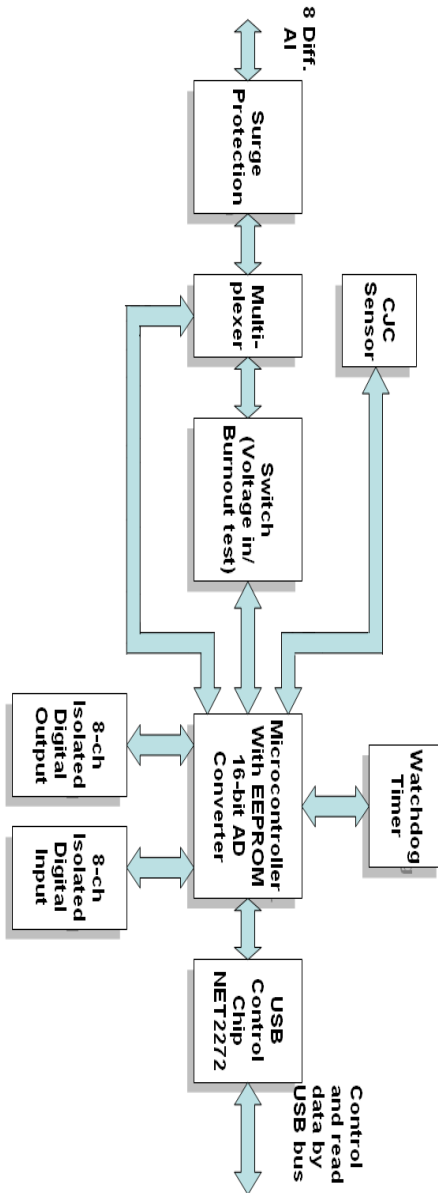 8 Diff.
AI
Surge
Protection
Multi-
plexer
CJC
Sensor
Switch
(Voltage in/
Burnout test)
Microcontroller
With EEPROM
16-bit AD
Converter
Watchdog
Timer
8-ch
Isolated
Digital
Output
8-ch
Isolated
Digital
Input
USB
Control
Chip
NET2272
Control
and read
data by
USB bus